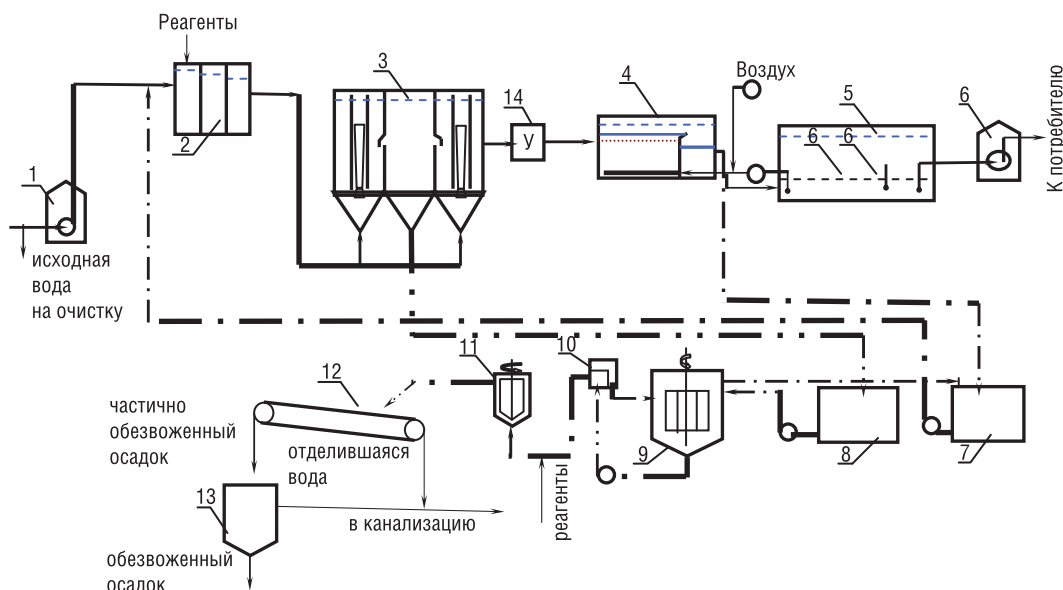 Реагенты
3
4
Воздух
14
5
6
У
6
6
2
1
К потребителю
исходная
вода
на очистку
11
10
12
частично
обезвоженный
осадок
отделившаяся
вода
9
8
7
13
реагенты
в канализацию
обезвоженный
осадок